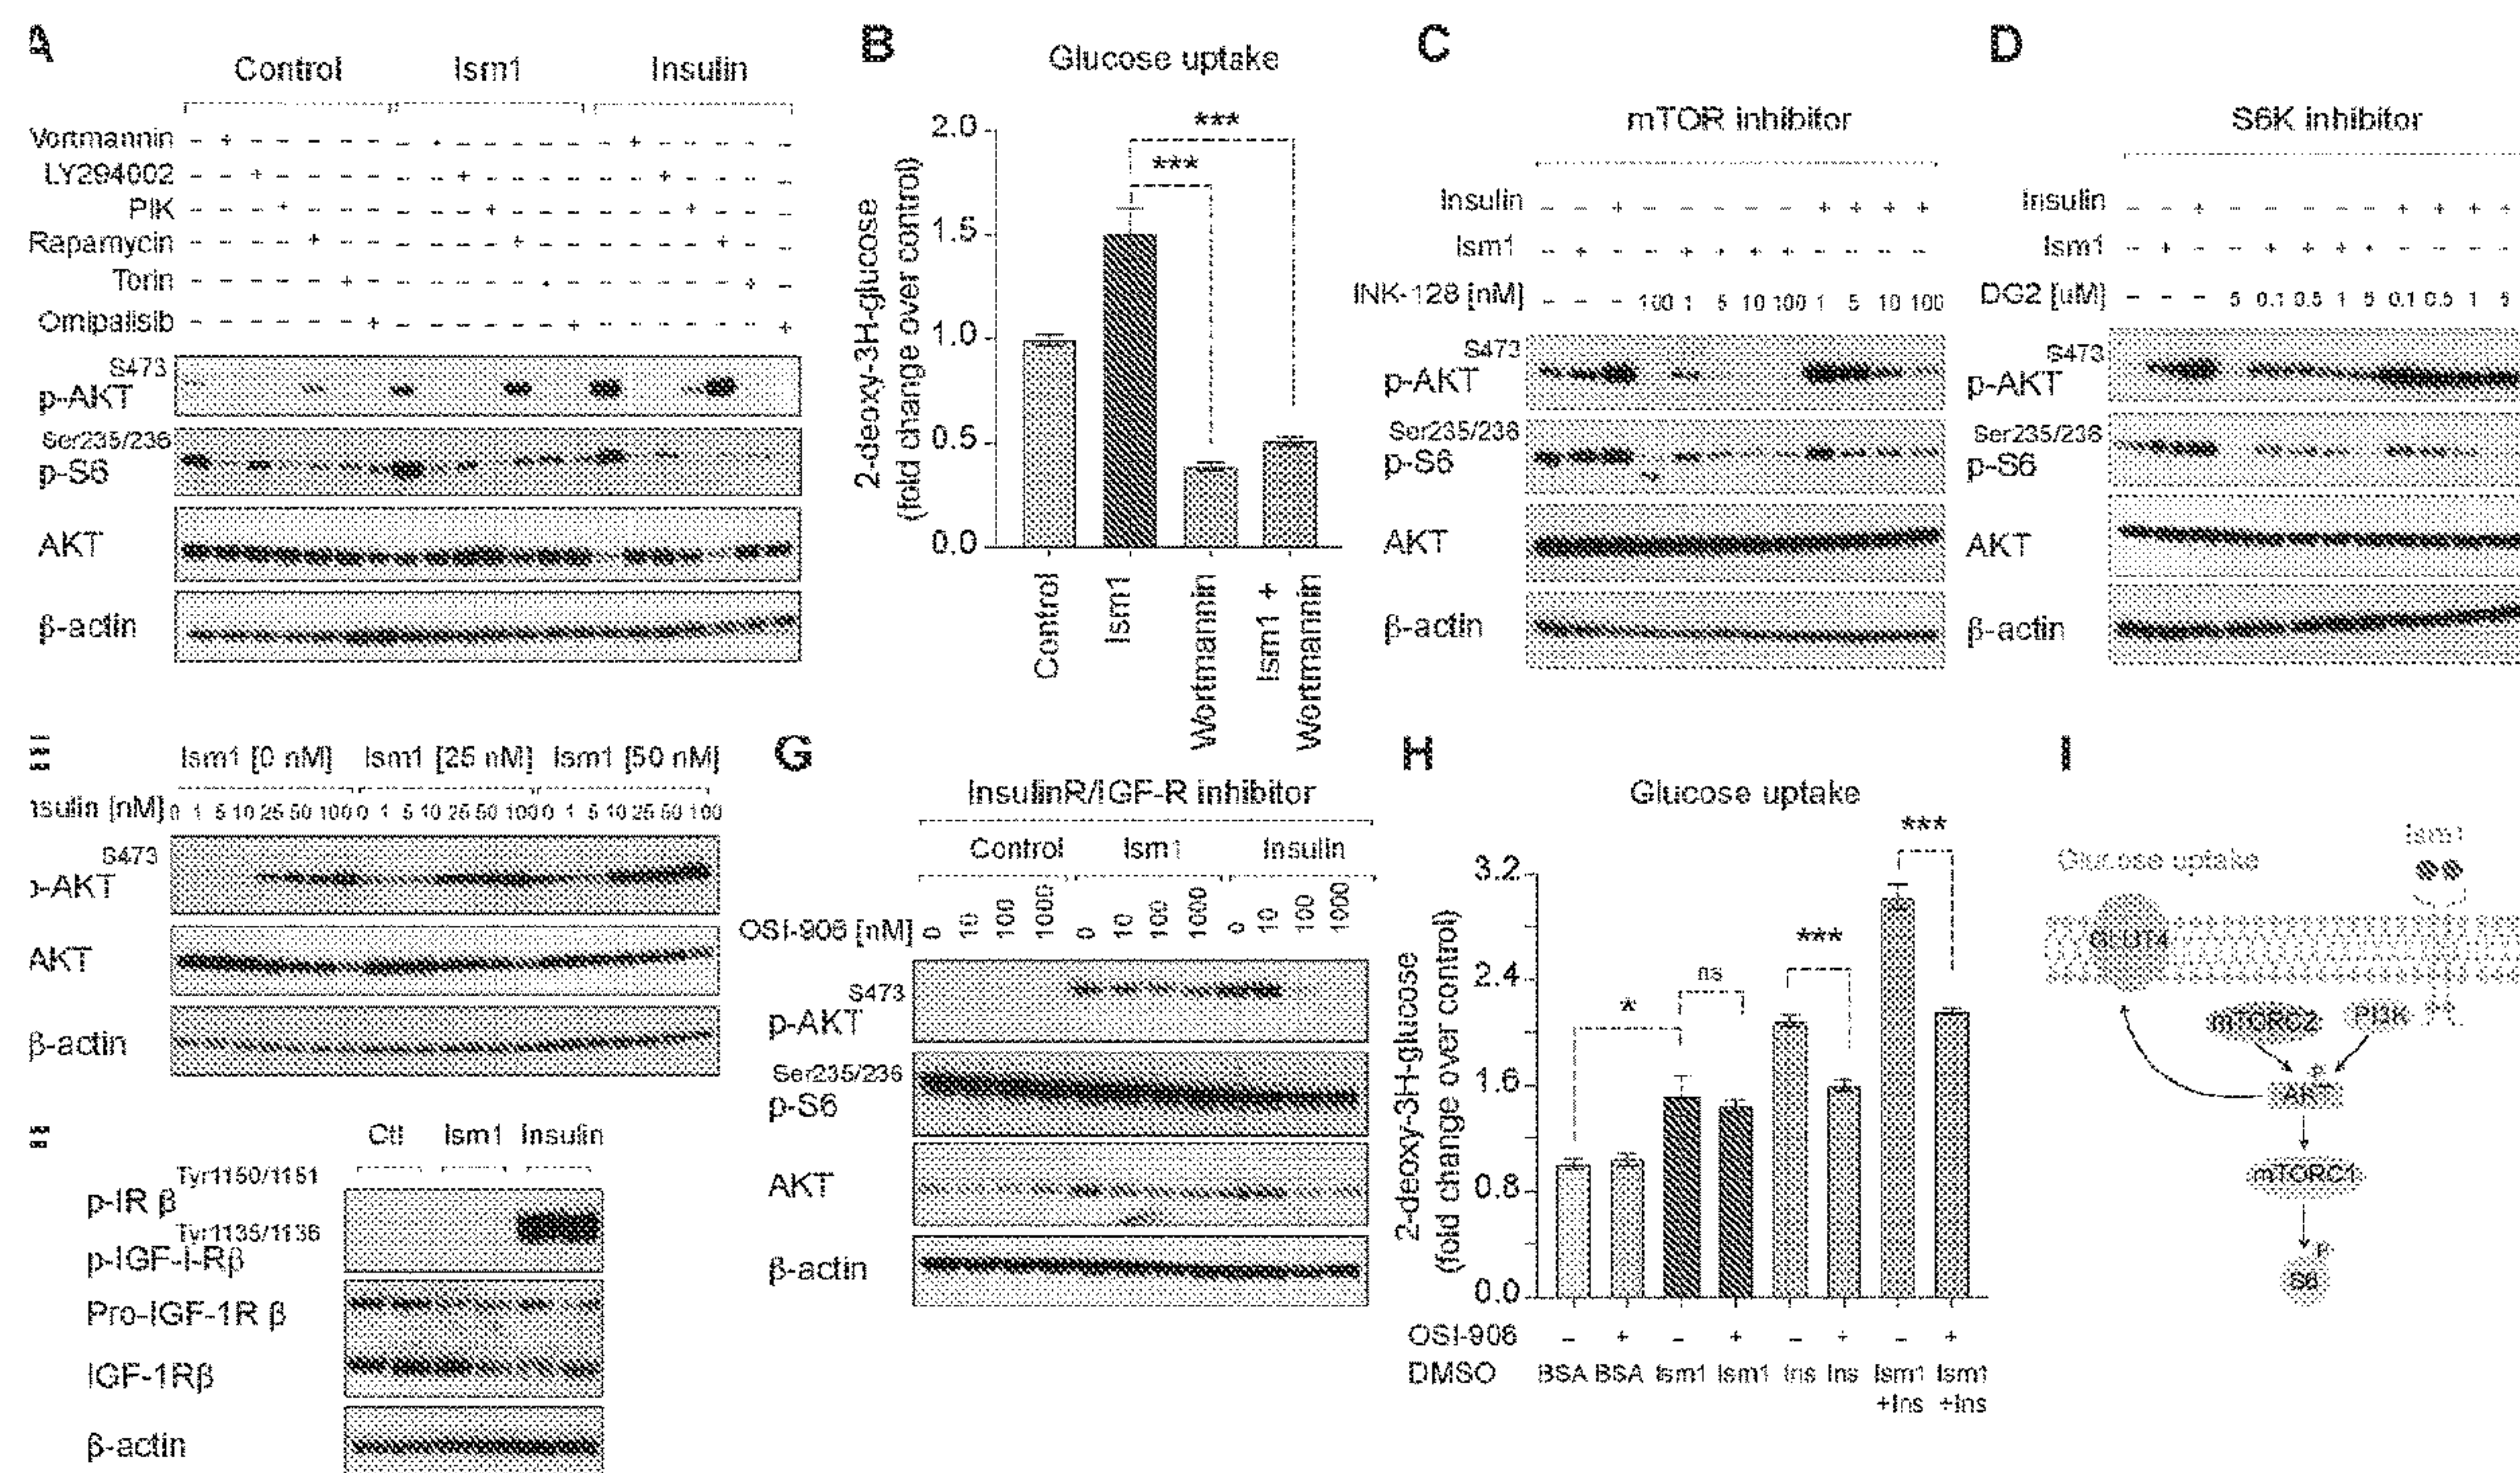 A
Control Ism1 Insulin
Vortmannin - + - - - - - - + - - - - - - + - - - - -
LY294002 - - + - - - - - - + - - - - - - + - - - -
PIK - - - + - - - - - - + - - - - - - + - - -
Rapamycin - - - - + - - - - - - + - - - - - - + - -
Torin - - - - - + - - - - - - + - - - - - - + -
Omipalisib - - - - - - + - - - - - - + - - - - - - +
S473
p-AKT
Ser235/236
p-S6
AKT
β-actin
B
Glucose uptake
2-deoxy-3H-glucose
(fold change over control)
2.0
1.5
1.0
0.5
0.0
***
***
Control
Ism1
Wortmannin
Ism1 +
Wortmannin
C
mTOR inhibitor
Insulin - - + - - - - - + + + +
Ism1 - + - - + + + + - - - -
INK-128 [nM] - - - 100 1 5 10 100 1 5 10 100
S473
p-AKT
Ser235/236
p-S6
AKT
β-actin
D
S6K inhibitor
Insulin - - + - - - - - + + + +
Ism1 - + - - + + + + - - - -
DG2 [uM] - - - 5 0.1 0.5 1 5 0.1 0.5 1 5
S473
p-AKT
Ser235/236
p-S6
AKT
β-actin
Ism1 [0 nM] Ism1 [25 nM] Ism1 [50 nM]
nsulin [nM] 0 1 5 10 25 50 100 0 1 5 10 25 50 100 0 1 5 10 25 50 100
S473
p-AKT
AKT
β-actin
Ctl Ism1 Insulin
Tyr1150/1151
p-IR β
Tyr1135/1136
p-IGF-I-Rβ
Pro-IGF-1R β
IGF-1Rβ
β-actin
G
InsulinR/IGF-R inhibitor
Control Ism1 Insulin
OSI-906 [nM] 0 10 100 1000 0 10 100 1000 0 10 100 1000
S473
p-AKT
Ser235/236
p-S6
AKT
β-actin
H
Glucose uptake
2-deoxy-3H-glucose
(fold change over control)
3.2
2.4
1.6
0.8
0.0
*
ns
***
***
OSI-906 - + - + - + - +
DMSO BSA BSA Ism1 Ism1 Ins Ins Ism1 Ism1
+Ins +Ins
I
Ism1
Glucose uptake
GLUT4
mTORC2 PI3K
P
AKT
mTORC1
P
S6